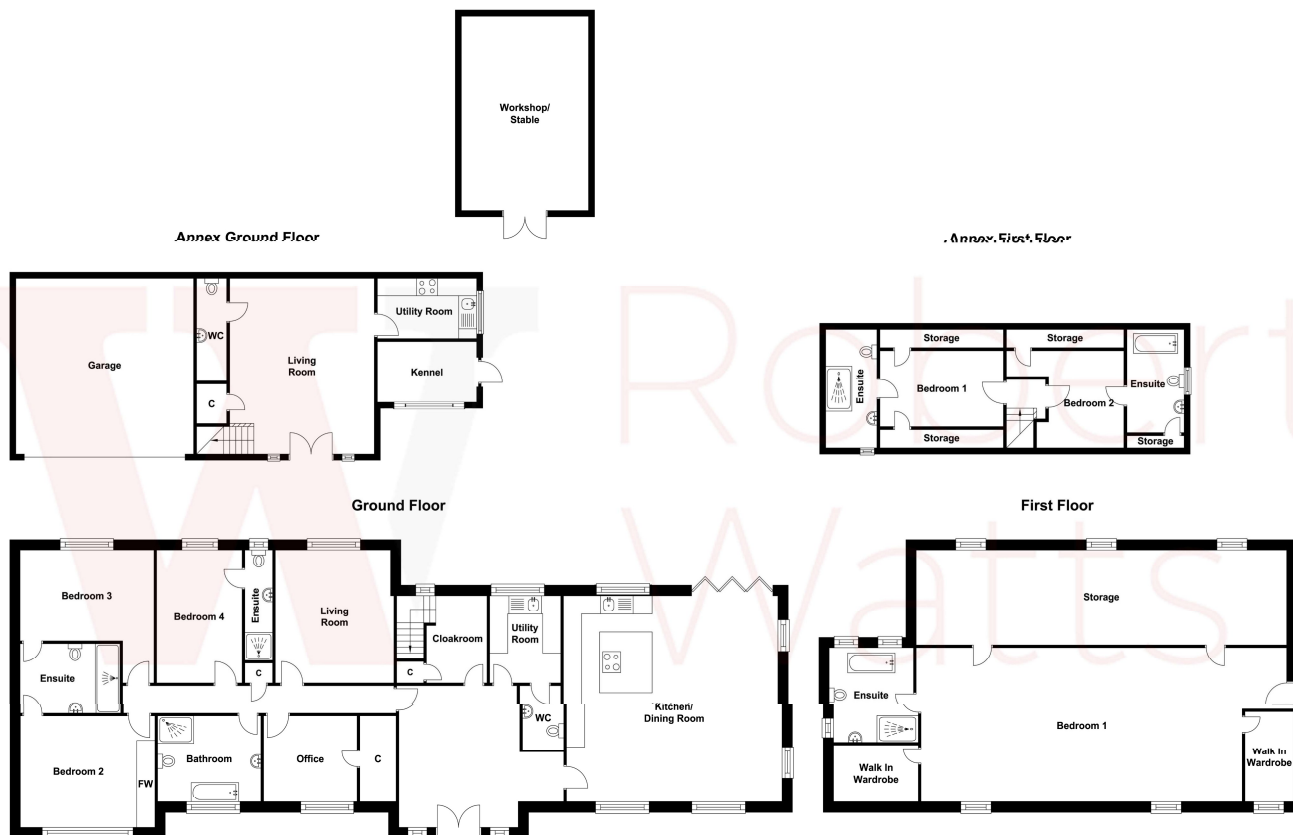 Workshop/
Stable
Annex Ground Floor
Annex First Floor
Garage
WC
C
Living
Room
Utility Room
Kennel
Ensuite
Storage
Bedroom 1
Storage
Storage
Bedroom 2
Ensuite
Storage
Ground Floor
First Floor
Bedroom 3
Ensuite
Bedroom 2
FW
Bedroom 4
Ensuite
C
Living
Room
Bathroom
Office
C
Cloakroom
C
Utility
Room
WC
Kitchen/
Dining Room
Storage
Ensuite
Bedroom 1
Walk In
Wardrobe
Walk In
Wardrobe
Robert
Watts